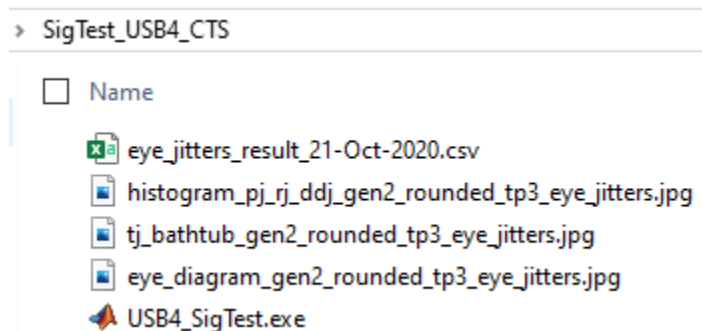 SigTest_USB4_CTS
Name
eye_jitters_result_21-Oct-2020.csv
histogram_pj_rj_ddj_gen2_rounded_tp3_eye_jitters.jpg
tj_bathtub_gen2_rounded_tp3_eye_jitters.jpg
eye_diagram_gen2_rounded_tp3_eye_jitters.jpg
USB4_SigTest.exe